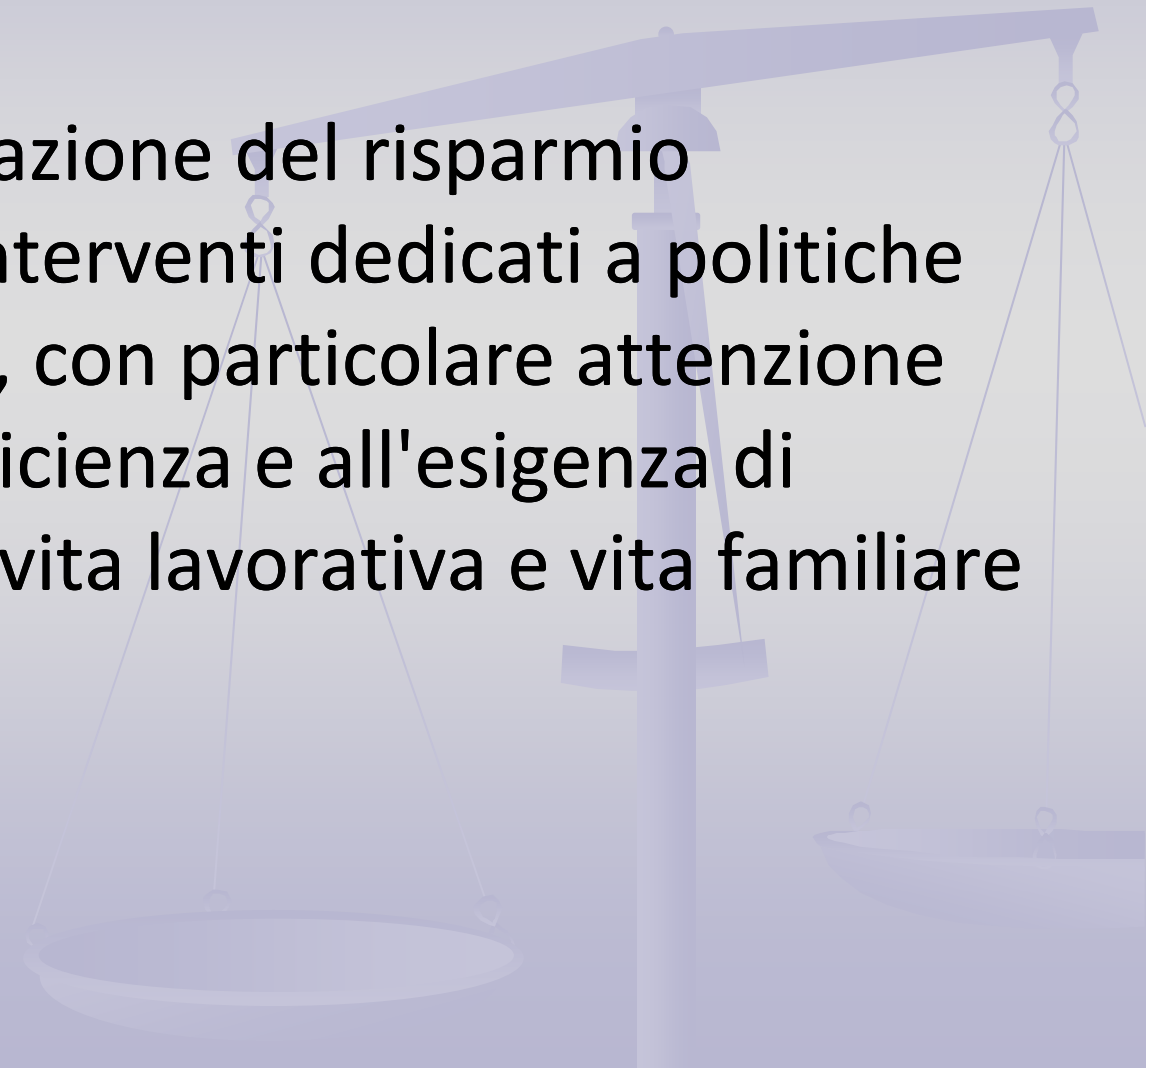 azione del risparmio
nterventi dedicati a politiche
, con particolare attenzione
icienza e all'esigenza di
vita lavorativa e vita familiare